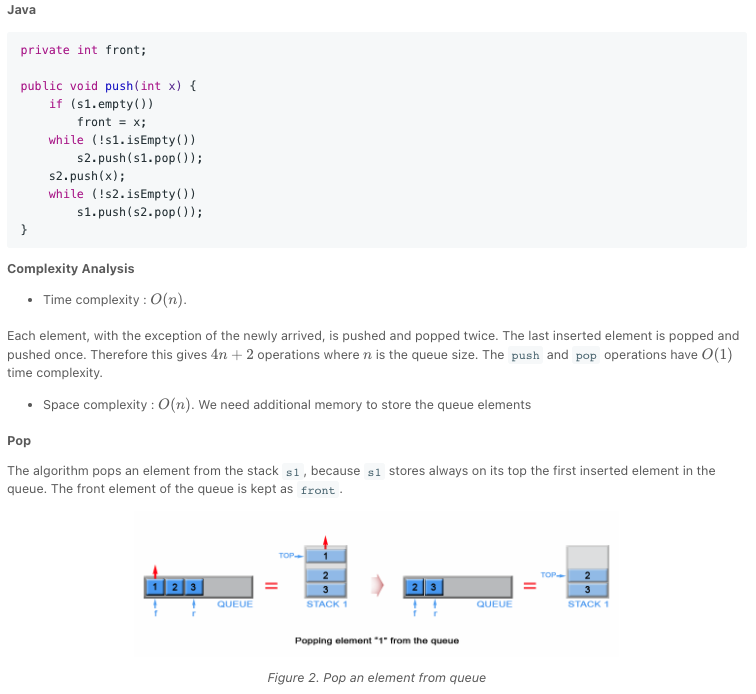 Java
private int front;
public void push(int x) {
    if (s1.empty())
        front = x;
    while (!s1.isEmpty())
        s2.push(s1.pop());
    s2.push(x);
    while (!s2.isEmpty())
        s1.push(s2.pop());
}
Complexity Analysis
• Time complexity : O(n).
Each element, with the exception of the newly arrived, is pushed and popped twice. The last inserted element is popped and
pushed once. Therefore this gives 4n + 2 operations where n is the queue size. The push and pop operations have O(1)
time complexity.
• Space complexity : O(n). We need additional memory to store the queue elements
Pop
The algorithm pops an element from the stack s1, because s1 stores always on its top the first inserted element in the
queue. The front element of the queue is kept as front.
1 2 3
f r
QUEUE
=
TOP
1
2
3
STACK 1
2 3
f r
QUEUE
=
TOP
2
3
STACK 1
Popping element "1" from the queue
Figure 2. Pop an element from queue